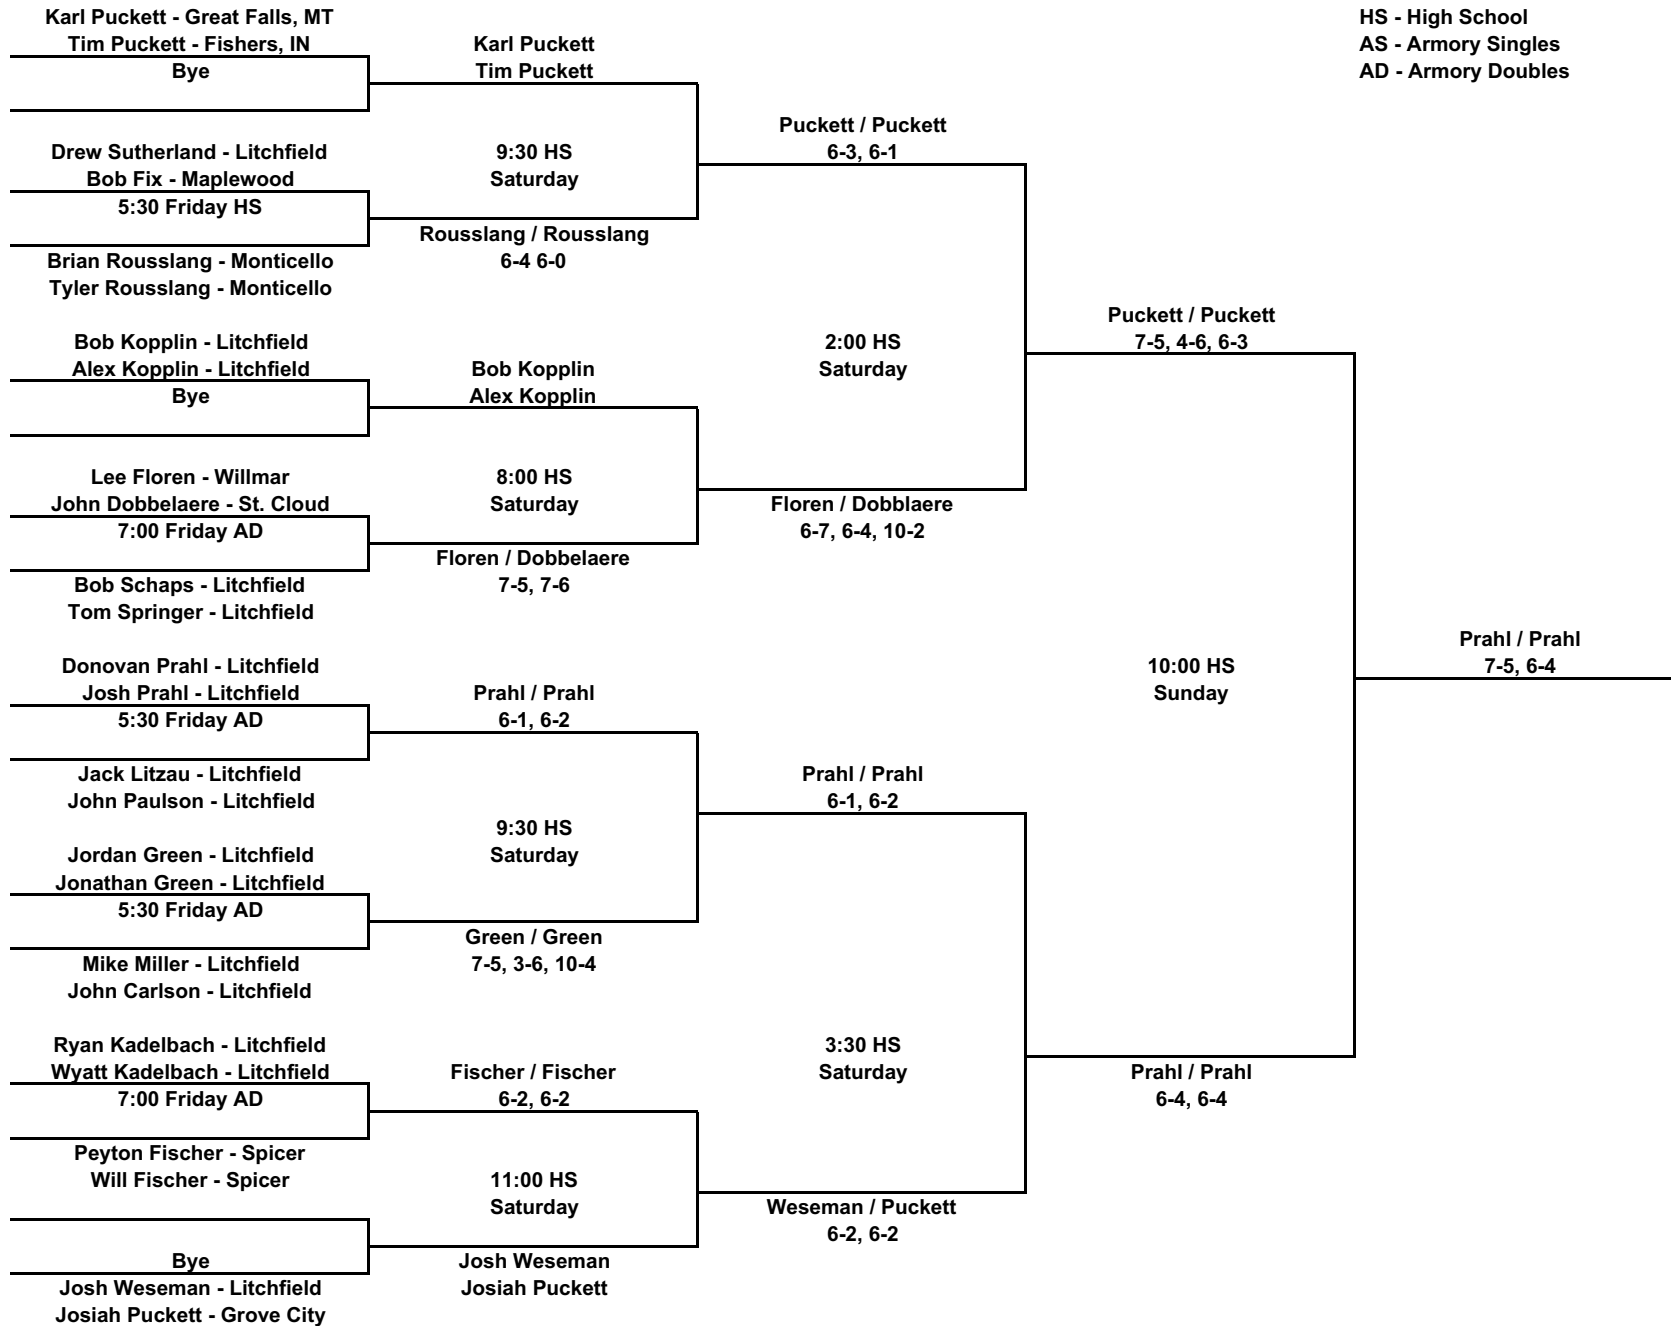 Karl Puckett - Great Falls, MT
Tim Puckett - Fishers, IN
Bye
Drew Sutherland - Litchfield
Bob Fix - Maplewood
5:30 Friday HS
Brian Rousslang - Monticello
Tyler Rousslang - Monticello
Bob Kopplin - Litchfield
Alex Kopplin - Litchfield
Bye
Lee Floren - Willmar
John Dobbelaere - St. Cloud
7:00 Friday AD
Bob Schaps - Litchfield
Tom Springer - Litchfield
Donovan Prahl - Litchfield
Josh Prahl - Litchfield
5:30 Friday AD
Jack Litzau - Litchfield
John Paulson - Litchfield
Jordan Green - Litchfield
Jonathan Green - Litchfield
5:30 Friday AD
Mike Miller - Litchfield
John Carlson - Litchfield
Ryan Kadelbach - Litchfield
Wyatt Kadelbach - Litchfield
7:00 Friday AD
Peyton Fischer - Spicer
Will Fischer - Spicer
Bye
Josh Weseman - Litchfield
Josiah Puckett - Grove City
Karl Puckett
Tim Puckett
9:30 HS
Saturday
Rousslang / Rousslang
6-4 6-0
Bob Kopplin
Alex Kopplin
8:00 HS
Saturday
Floren / Dobbelaere
7-5, 7-6
Prahl / Prahl
6-1, 6-2
9:30 HS
Saturday
Green / Green
7-5, 3-6, 10-4
Fischer / Fischer
6-2, 6-2
11:00 HS
Saturday
Josh Weseman
Josiah Puckett
Puckett / Puckett
6-3, 6-1
2:00 HS
Saturday
Floren / Dobblaere
6-7, 6-4, 10-2
Prahl / Prahl
6-1, 6-2
3:30 HS
Saturday
Weseman / Puckett
6-2, 6-2
Puckett / Puckett
7-5, 4-6, 6-3
10:00 HS
Sunday
Prahl / Prahl
6-4, 6-4
HS - High School
AS - Armory Singles
AD - Armory Doubles
Prahl / Prahl
7-5, 6-4